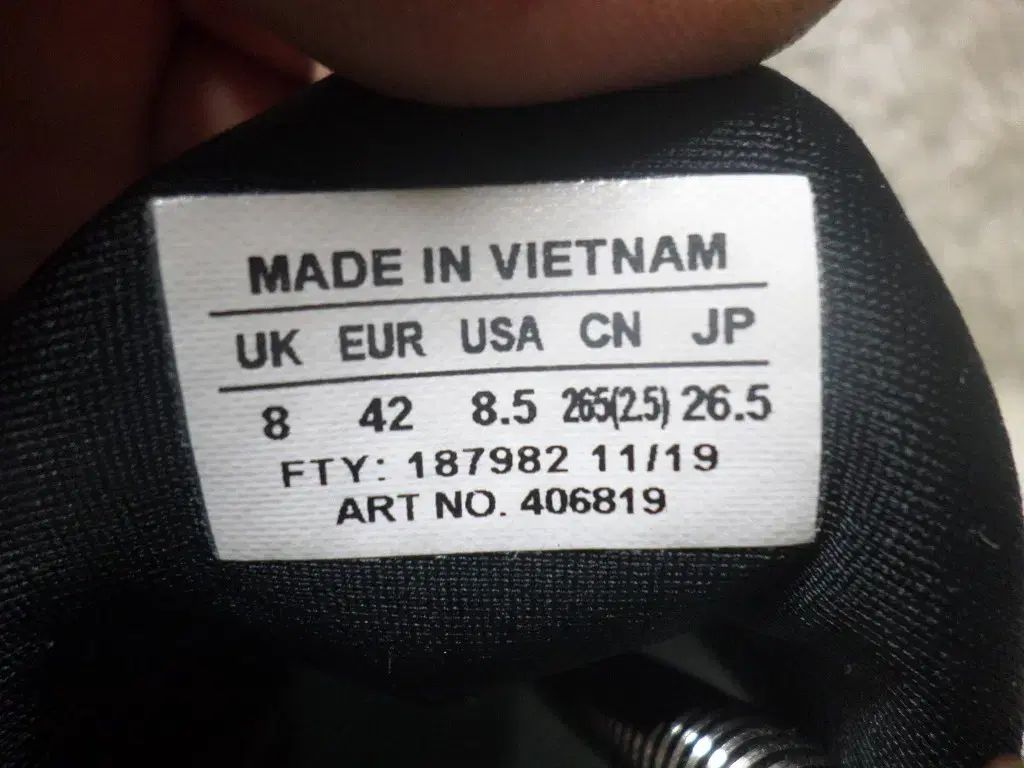 MADE IN VIETNAM
UK EUR USA CN JP
8 42 8.5 265(2.5) 26.5
FTY: 187982 11/19
ART NO. 406819